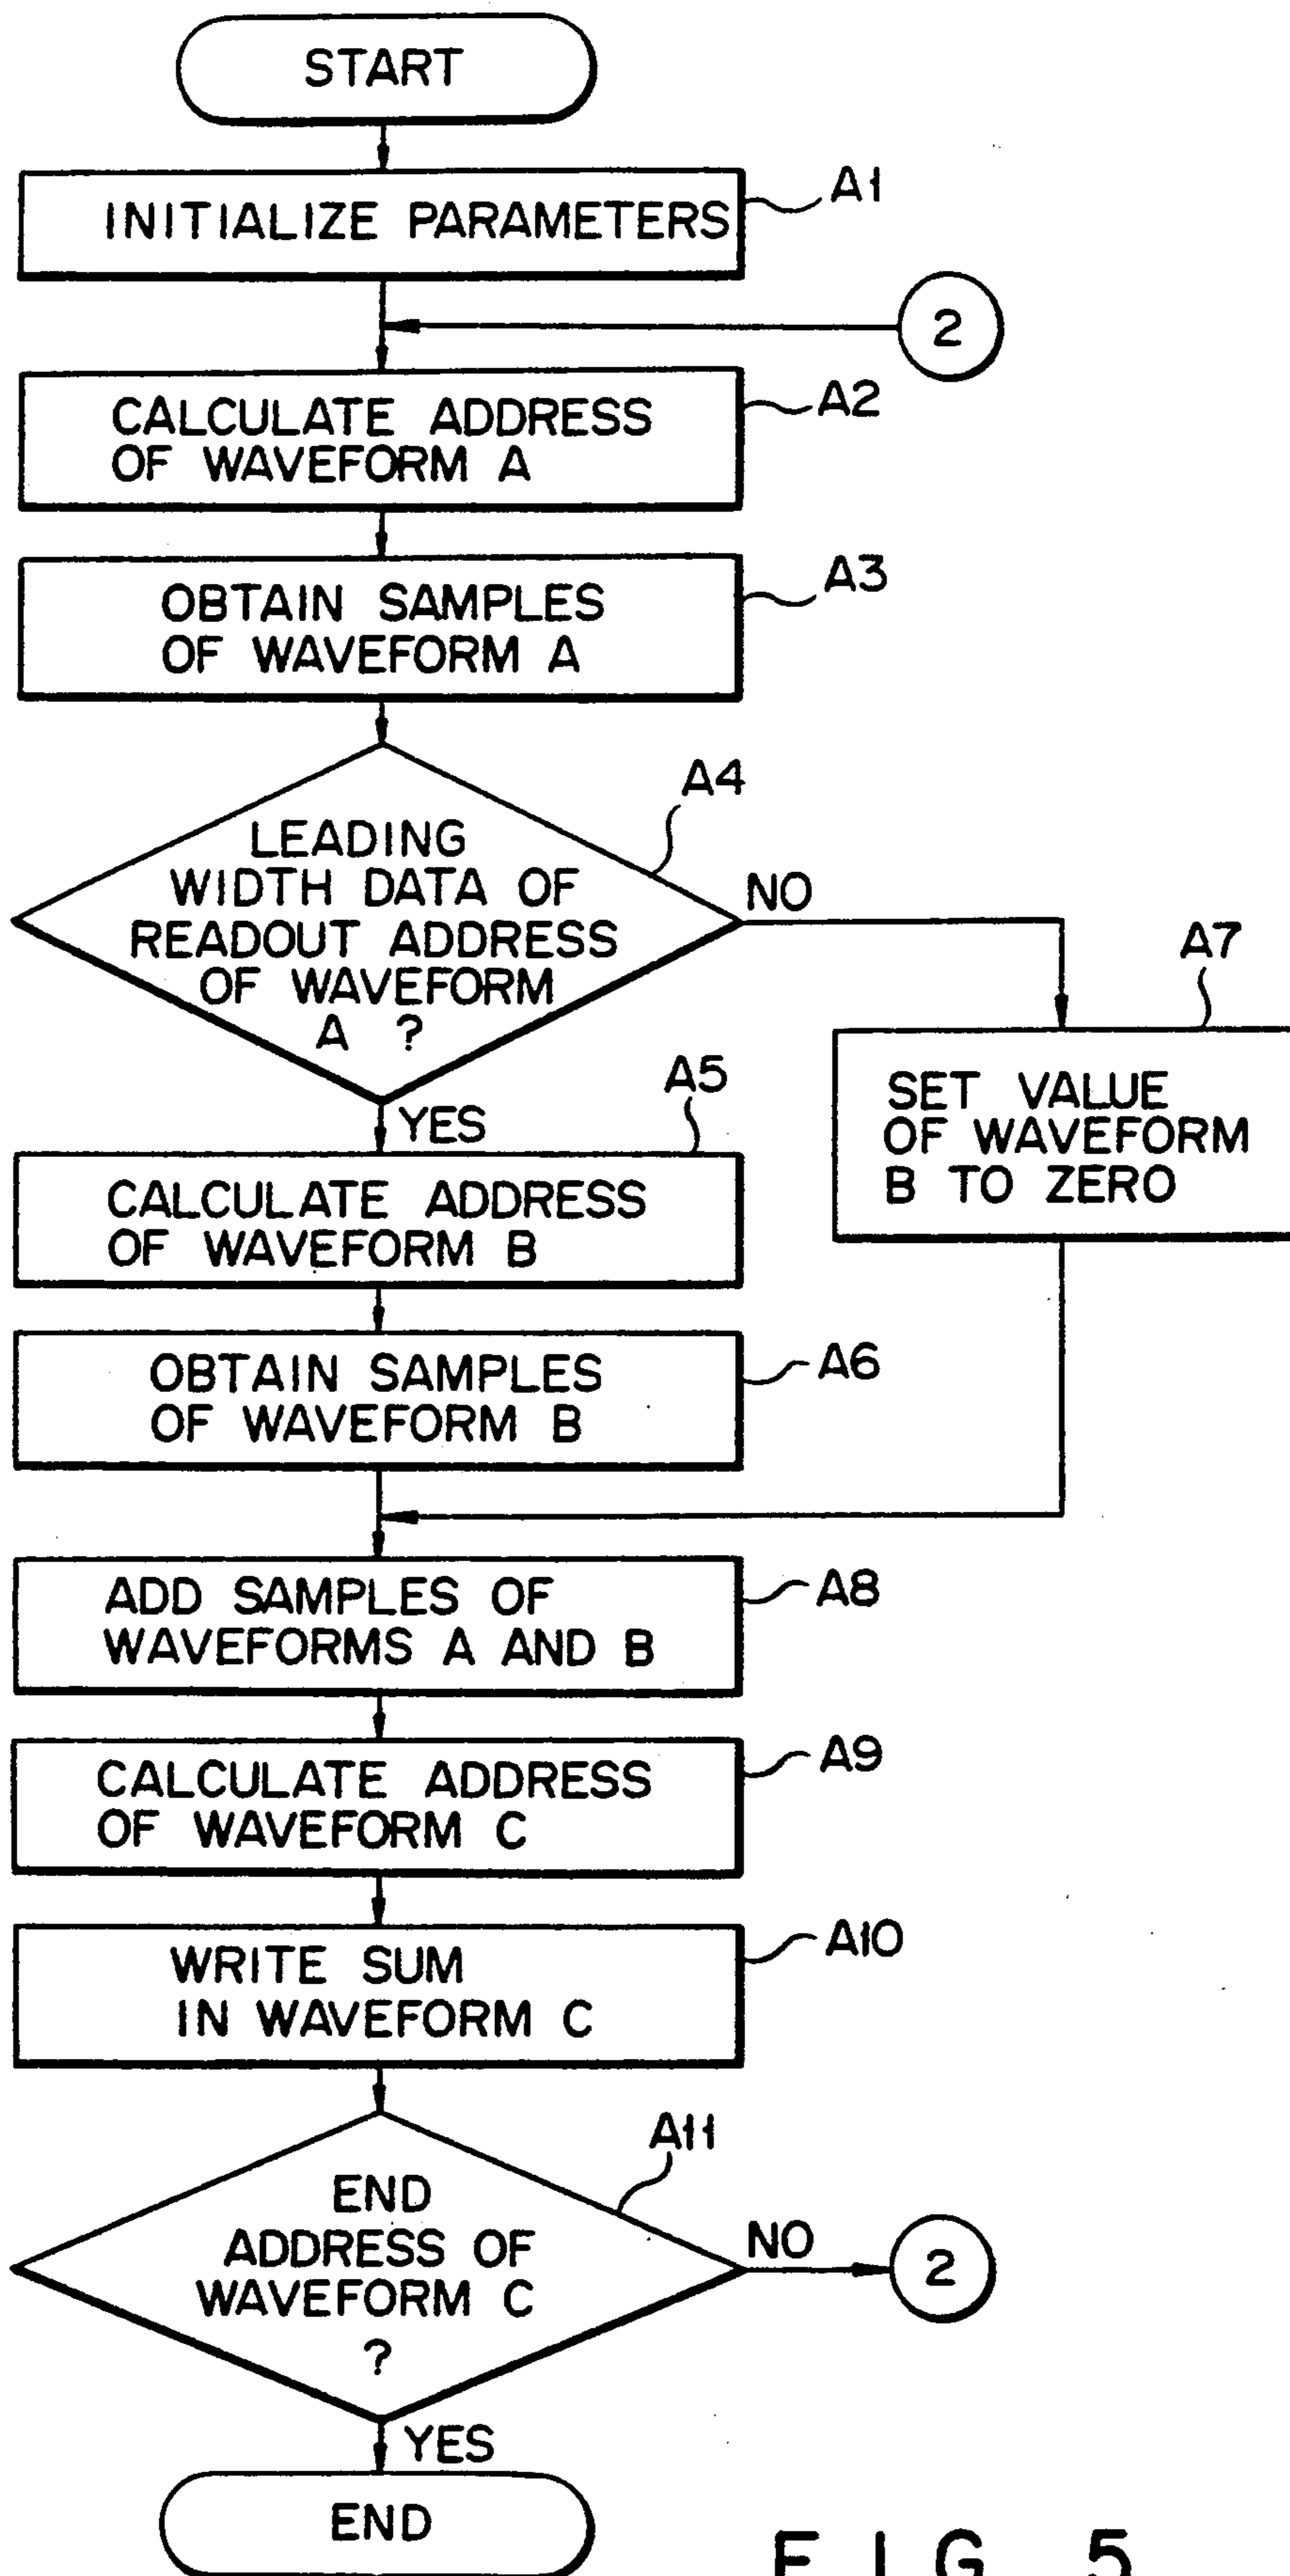 START
INITIALIZE PARAMETERS
A1
2
CALCULATE ADDRESS
OF WAVEFORM A
A2
OBTAIN SAMPLES
OF WAVEFORM A
A3
LEADING
WIDTH DATA OF
READOUT ADDRESS
OF WAVEFORM
A ?
A4
NO
YES
A7
SET VALUE
OF WAVEFORM
B TO ZERO
A5
CALCULATE ADDRESS
OF WAVEFORM B
OBTAIN SAMPLES
OF WAVEFORM B
A6
ADD SAMPLES OF
WAVEFORMS A AND B
A8
CALCULATE ADDRESS
OF WAVEFORM C
A9
WRITE SUM
IN WAVEFORM C
A10
END
ADDRESS OF
WAVEFORM C
?
A11
NO
2
YES
END
FIG. 5